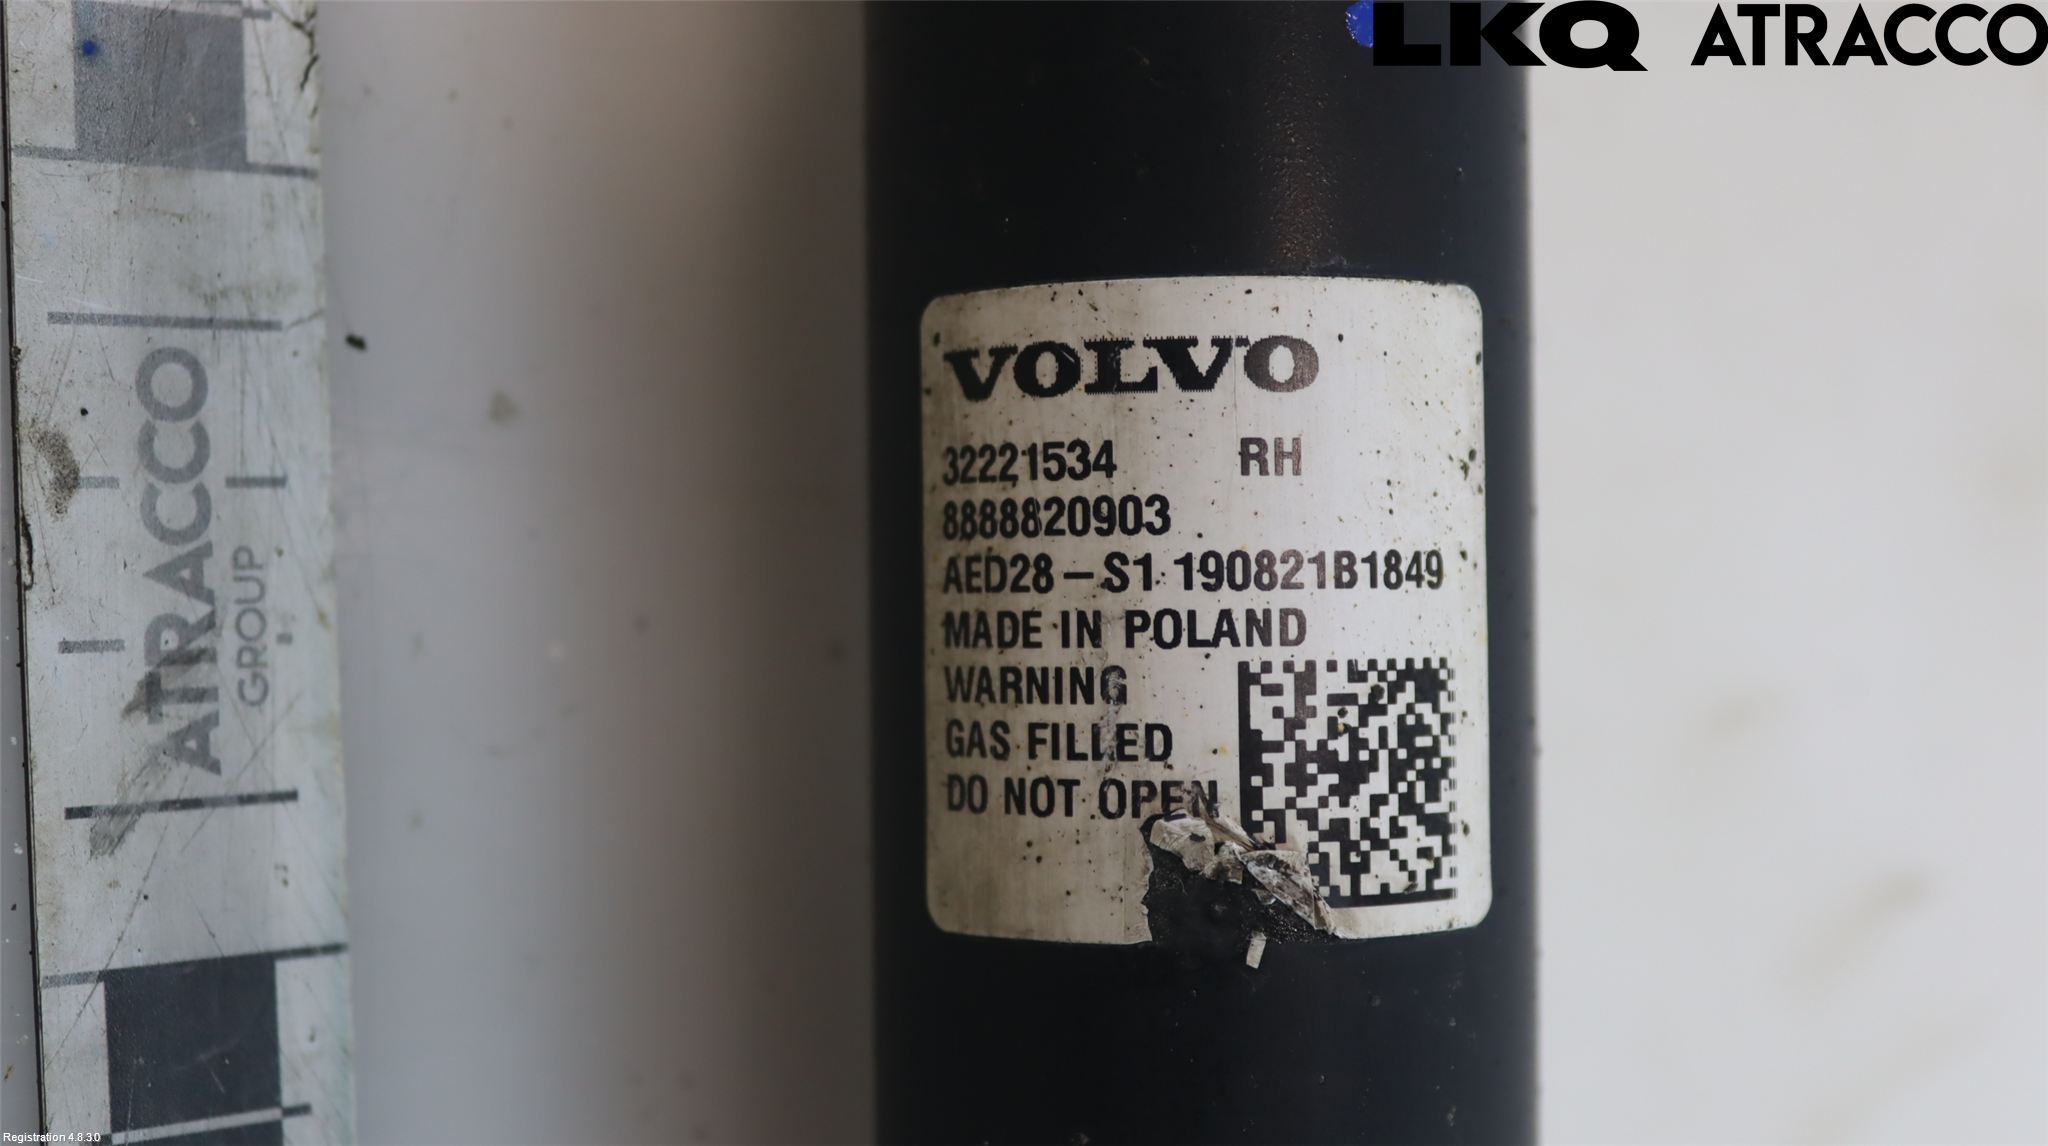 LKQ ATRACCO
ATRACCO
GROUP
VOLVO
32221534 RH
8888820903
AED28-S1 190821B1849
MADE IN POLAND
WARNING
GAS FILLED
DO NOT OPEN
Registration 4.8.3.0